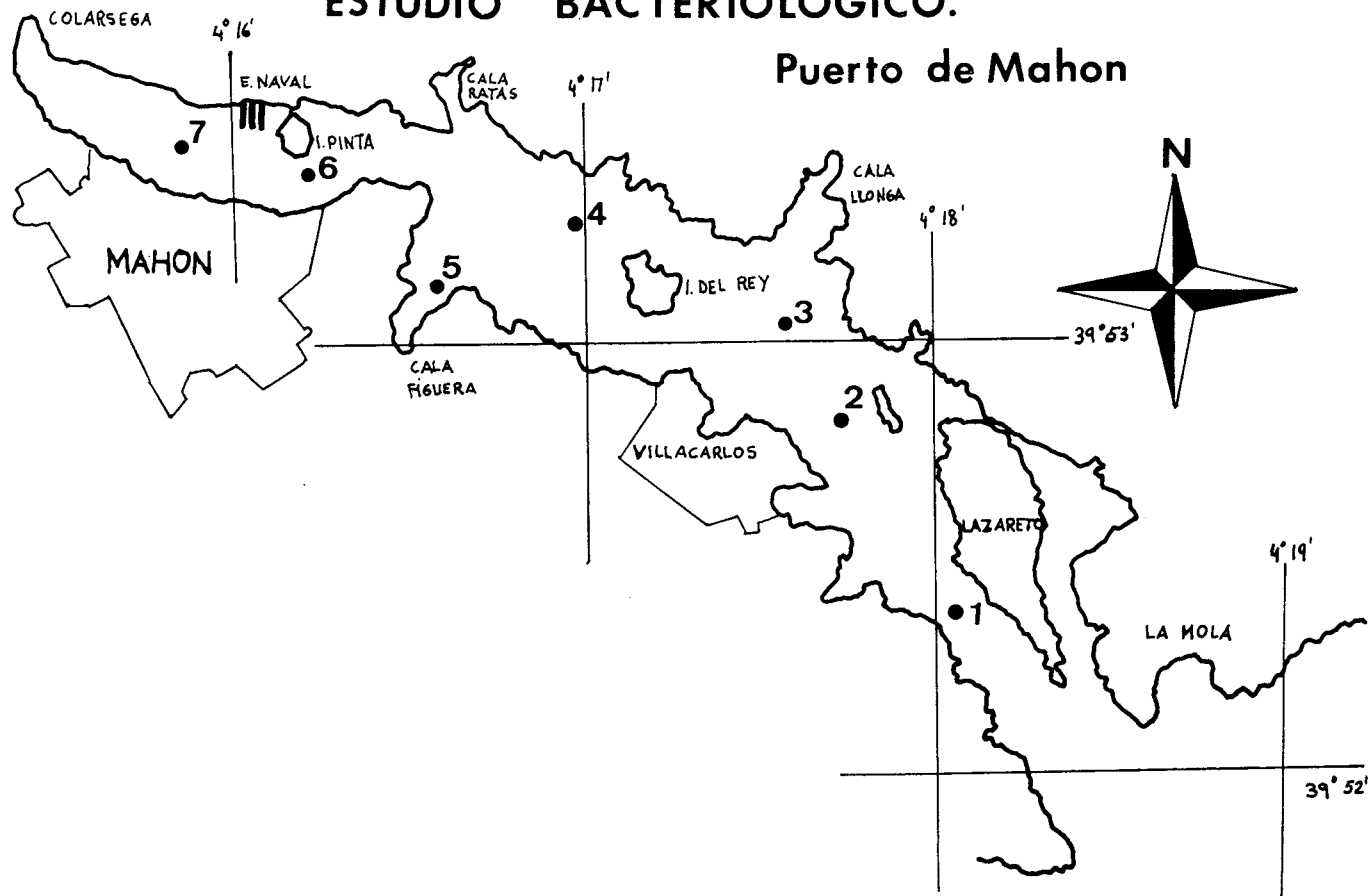 ESTUDIO BACTERIOLOGICO.
Puerto de Mahon
COLARSEGA
4° 16'
E. NAVAL
CALA
RATAS
4° 17'
7
I. PINTA
6
N
CALA
LLONGA
4° 18'
4
MAHON
5
I. DEL REY
3
39° 53'
CALA
FIGUERA
2
VILLACARLOS
LAZARETO
4° 19'
1
LA MOLA
39° 52'